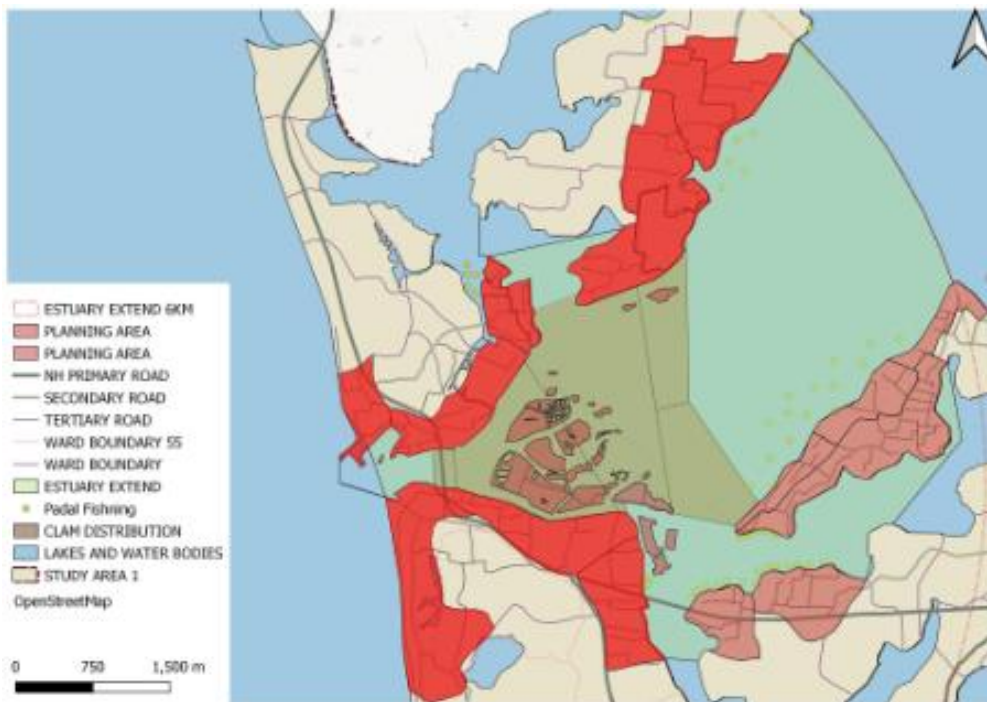 ESTUARY EXTEND 6KM
PLANNING AREA
PLANNING AREA
NH PRIMARY ROAD
SECONDARY ROAD
TERTIARY ROAD
WARD BOUNDARY 55
WARD BOUNDARY
ESTUARY EXTEND
Padal Fishning
CLAM DISTRIBUTION
LAKES AND WATER BODIES
STUDY AREA 1
OpenStreetMap
0 750 1,500 m